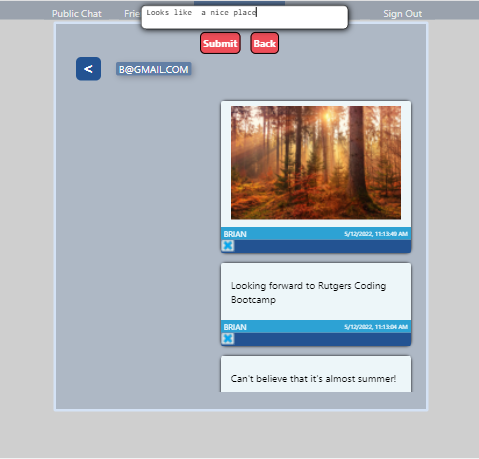 Public Chat Frie Sign Out
Looks like  a nice place
Submit Back
< B@GMAIL.COM
BRIAN 5/12/2022, 11:13:49 AM
Looking forward to Rutgers Coding
Bootcamp
BRIAN 5/12/2022, 11:13:04 AM
Can't believe that it's almost summer!